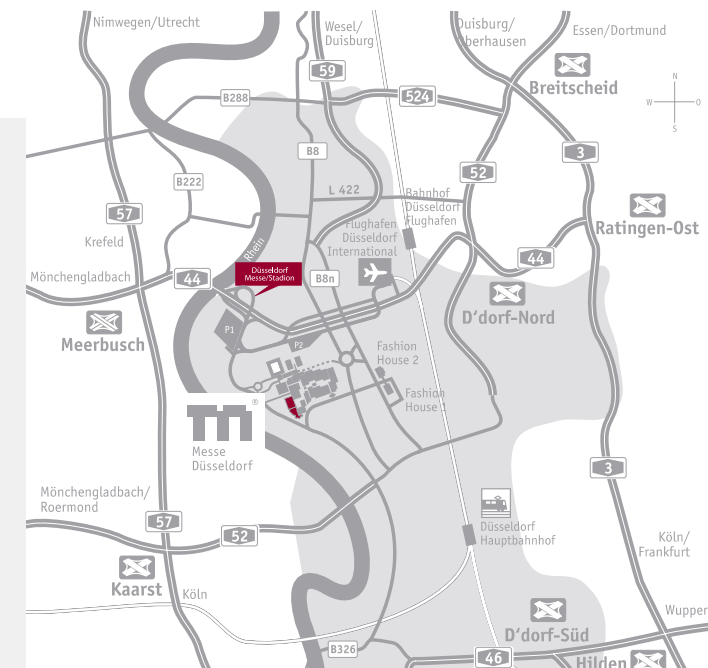 Nimwegen/Utrecht
Wesel/
Duisburg
Duisburg/
Oberhausen
Essen/Dortmund
59
Breitscheid
N
W
O
S
B288
524
B8
3
52
B222
L 422
Bahnhof
Düsseldorf
Flughafen
57
Ratingen-Ost
Krefeld
Rhein
Flughafen
Düsseldorf
International
44
Mönchengladbach
44
Düsseldorf
Messe/Stadion
B8n
D'dorf-Nord
Meerbusch
P1
P2
Fashion
House 2
Fashion
House 1
®
Messe
Düsseldorf
3
Mönchengladbach/
Roermond
57
52
Düsseldorf
Hauptbahnhof
Köln/
Frankfurt
Kaarst
Köln
Wupper
D'dorf-Süd
B326
46
Hilden